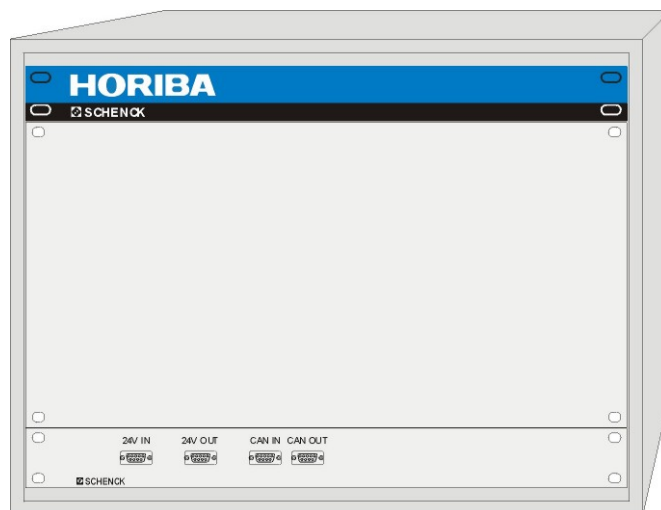 HORIBA
SCHENCK
24V IN 24V OUT CAN IN CAN OUT
SCHENCK